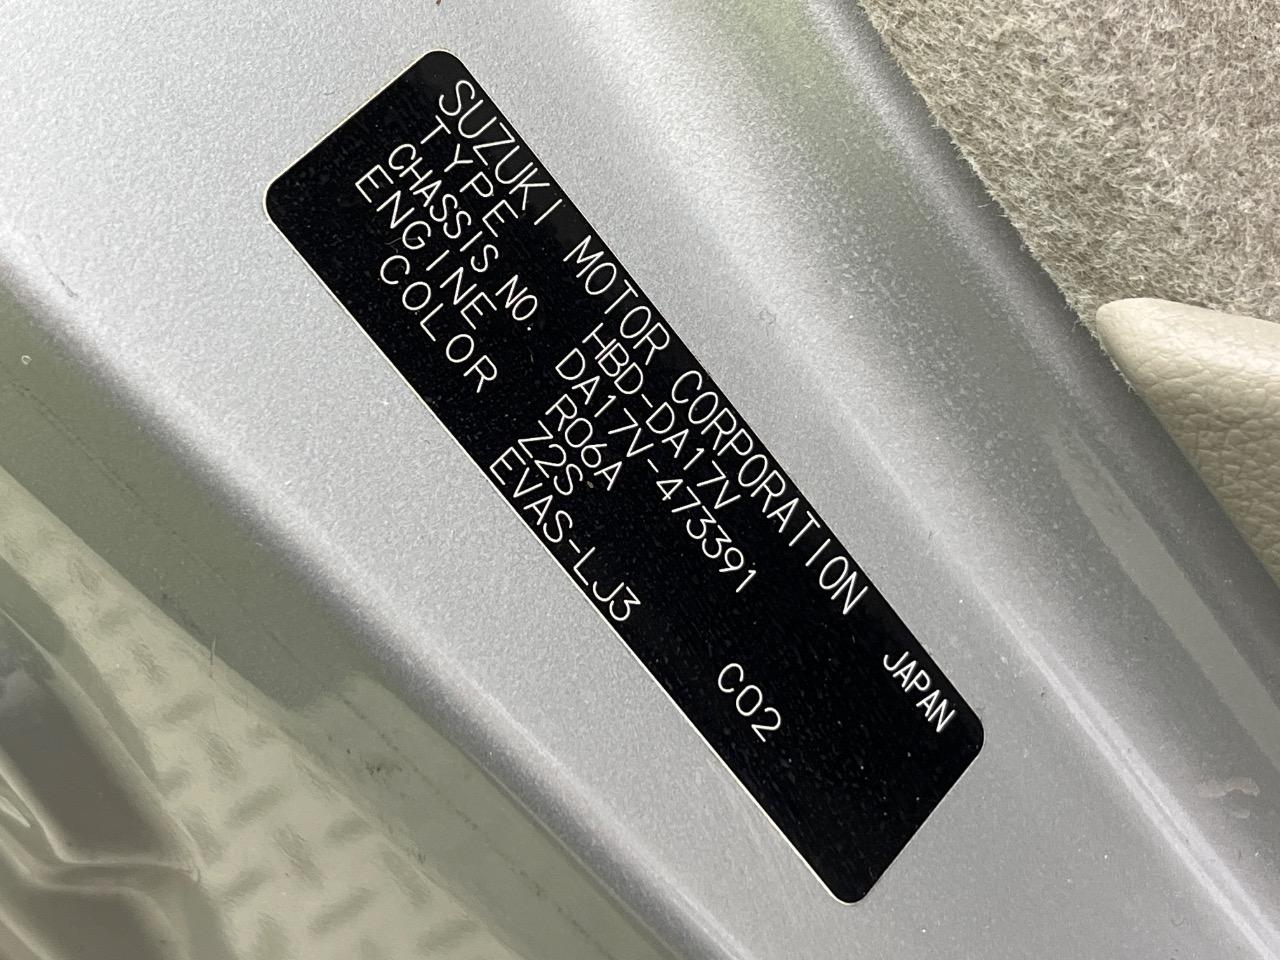 SUZUKI MOTOR CORPORATION JAPAN
TYPE HBD-DA17V
CHASSIS NO. DA17V-473391
ENGINE R06A
COLOR Z2S
EVAS-LJ3 C02